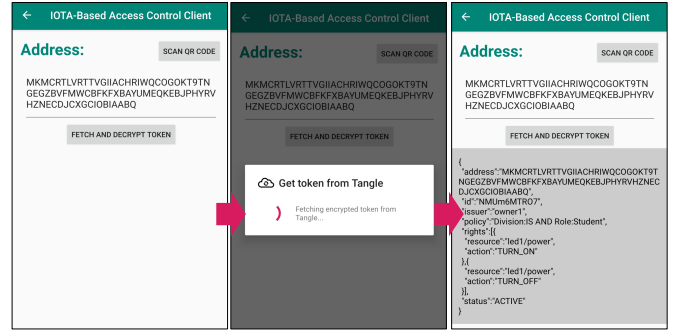 IOTA-Based Access Control Client
Address:
SCAN QR CODE
MKMCRTLVRTTVGIIACHRIWQCOGOKT9TN
GEGZBVFMWCBFKFXBAYUMEQKEBJPHYRV
HZNECDJCXGCIOBIAABQ
FETCH AND DECRYPT TOKEN
IOTA-Based Access Control Client
Address:
SCAN QR CODE
MKMCRTLVRTTVGIIACHRIWQCOGOKT9TN
GEGZBVFMWCBFKFXBAYUMEQKEBJPHYRV
HZNECDJCXGCIOBIAABQ
FETCH AND DECRYPT TOKEN
Get token from Tangle
Fetching encrypted token from
Tangle...
IOTA-Based Access Control Client
Address:
SCAN QR CODE
MKMCRTLVRTTVGIIACHRIWQCOGOKT9TN
GEGZBVFMWCBFKFXBAYUMEQKEBJPHYRV
HZNECDJCXGCIOBIAABQ
FETCH AND DECRYPT TOKEN
{
"address":"MKMCRTLVRTTVGIIACHRIWQCOGOKT9T
NGEGZBVFMWCBFKFXBAYUMEQKEBJPHYRVHZNEC
DJCXGCIOBIAABQ",
"id":"NMUm6MTRO7",
"issuer":"owner1",
"policy":"Division:IS AND Role:Student",
"rights":[{
"resource":"led1/power",
"action":"TURN_ON"
},{
"resource":"led1/power",
"action":"TURN_OFF"
}],
"status":"ACTIVE"
}